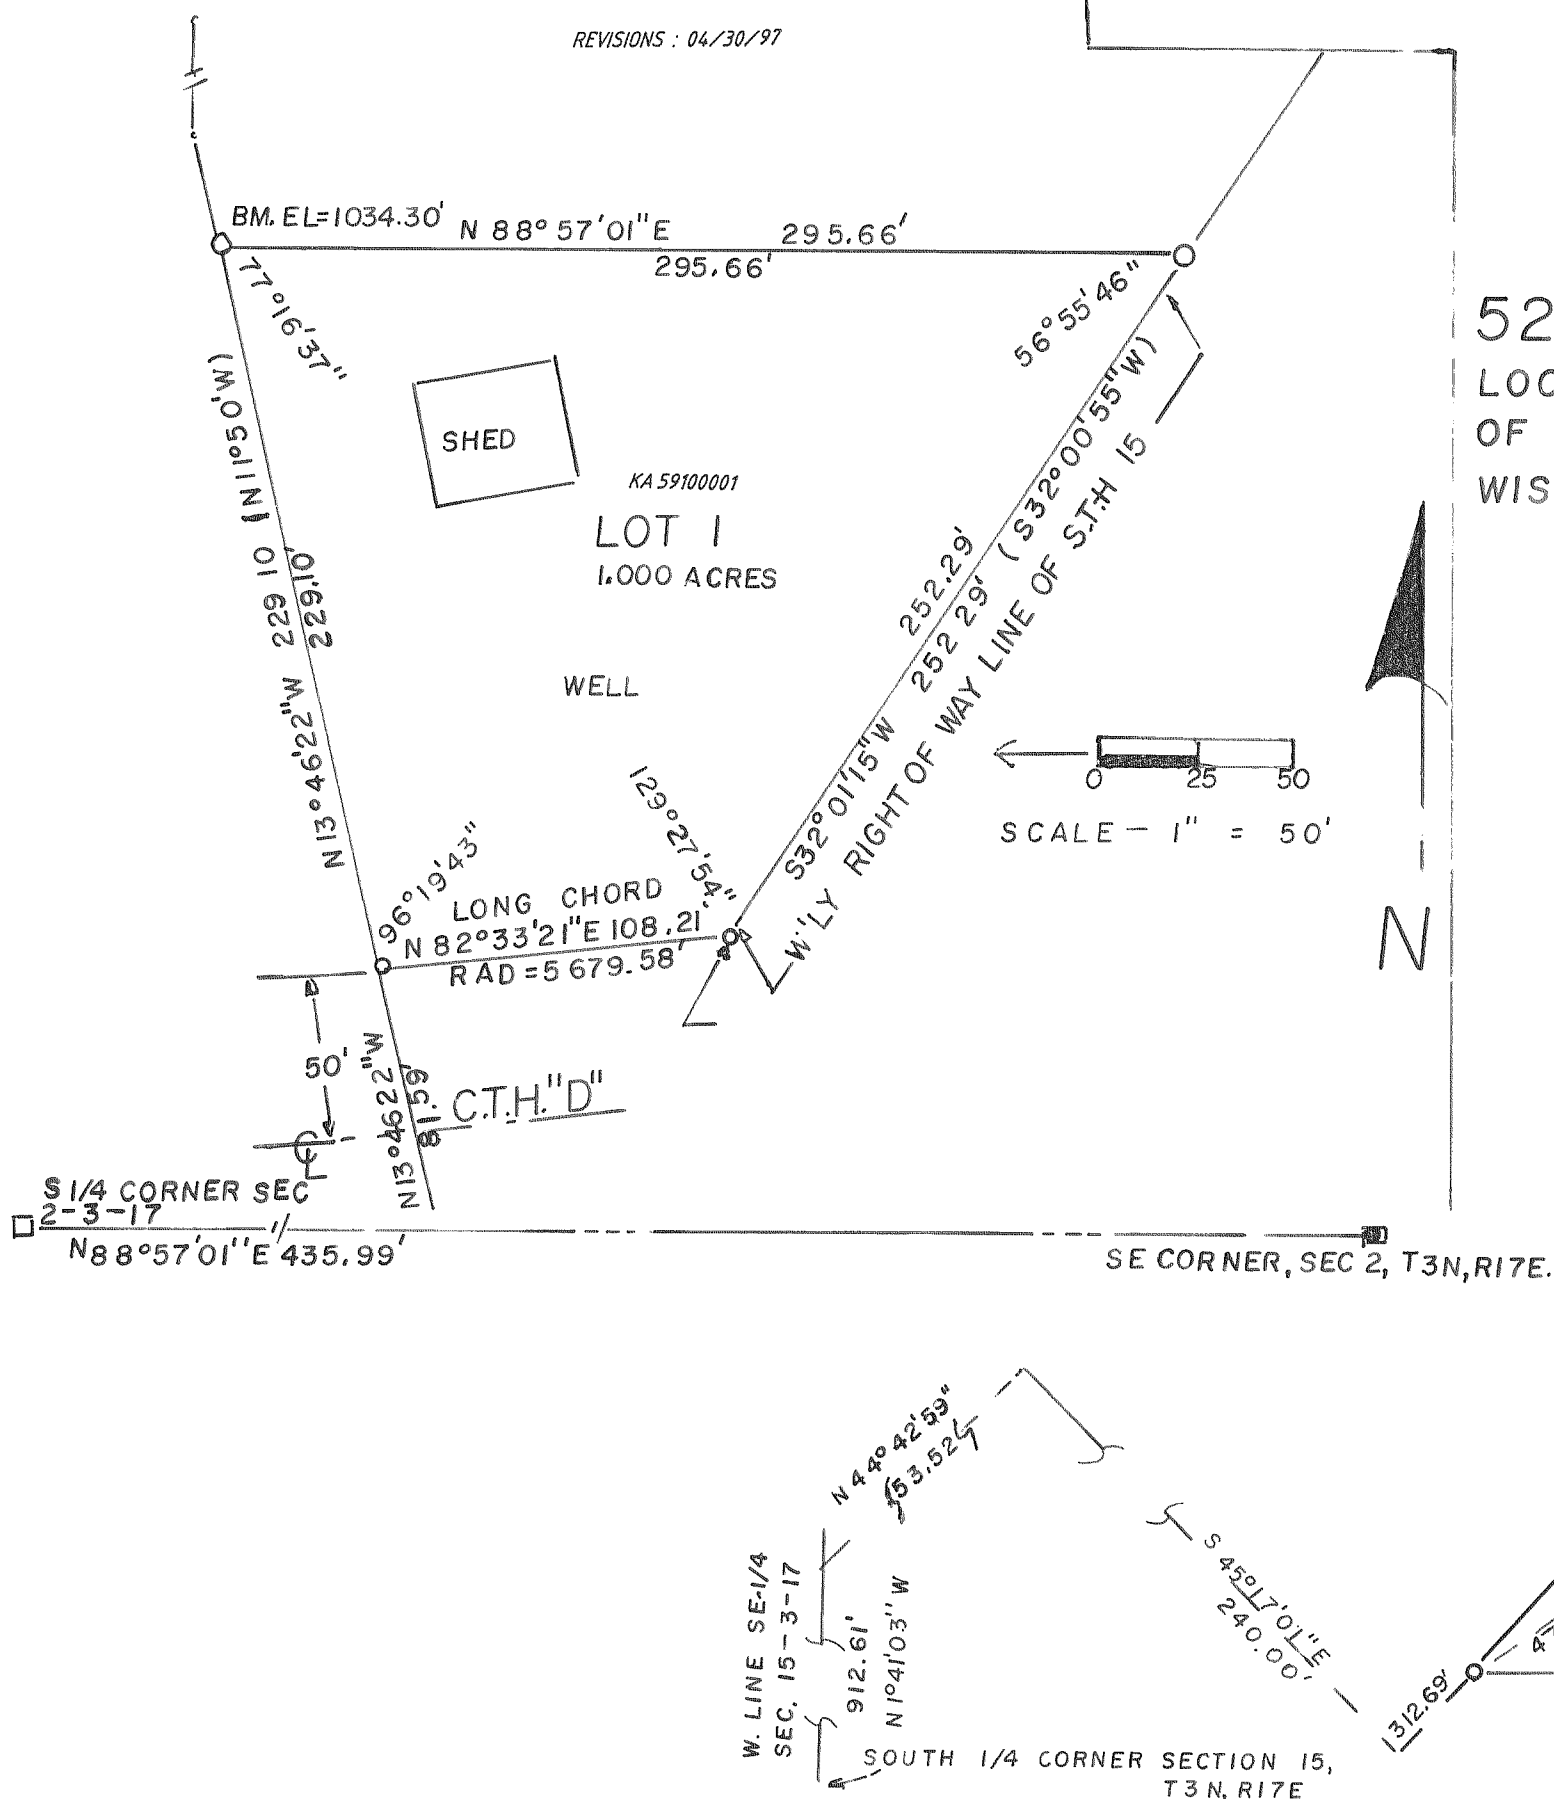 REVISIONS : 04/30/97
BM. EL=1034.30'
N 88° 57'01"E 295.66'
295.66'
77°16'37"
56°55'46"
52
LOC
OF
WIS
SHED
KA 59100001
LOT 1
1.000 ACRES
WELL
N 13°46'22"W 229 10 (N11°50'W)
229.10'
252.29'
S32°01'15"W 252 29' (S32°00'55"W)
W'LY RIGHT OF WAY LINE OF S.T.H 15
0 25 50
SCALE - 1" = 50'
N
96°19'43"
129°27'54"
LONG CHORD
N 82°33'21"E 108.21
RAD = 5679.58'
50'
N13°46 22"W
81.59'
C.T.H. "D"
S 1/4 CORNER SEC
2-3-17
N88°57'01"E 435.99'
SE CORNER, SEC 2, T3N, R17E.
N 44°42'59"
S 45°17'01"E
240.00'
W. LINE SE-1/4
SEC. 15-3-17
912.61'
N 1°41'03" W
312.69'
SOUTH 1/4 CORNER SECTION 15,
T3N, R17E